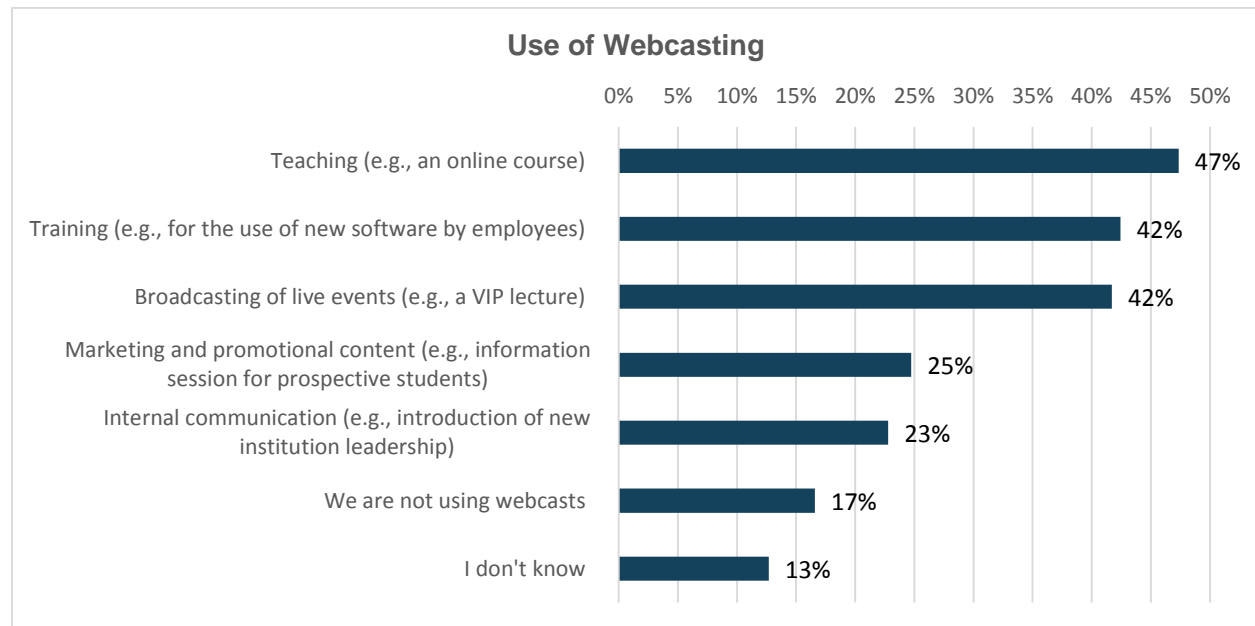 Use of Webcasting
0% 5% 10% 15% 20% 25% 30% 35% 40% 45% 50%
Teaching (e.g., an online course) 47%
Training (e.g., for the use of new software by employees) 42%
Broadcasting of live events (e.g., a VIP lecture) 42%
Marketing and promotional content (e.g., information
session for prospective students) 25%
Internal communication (e.g., introduction of new
institution leadership) 23%
We are not using webcasts 17%
I don't know 13%